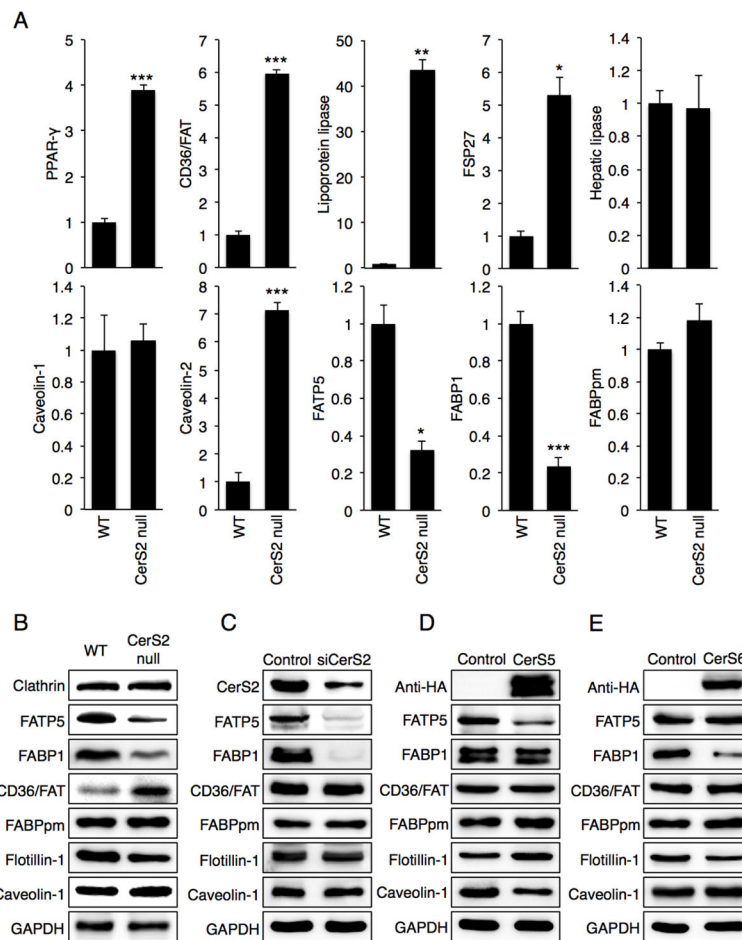 A
PPAR-γ
5
4
3
2
1
0
***
CD36/FAT
7
6
5
4
3
2
1
0
***
Lipoprotein lipase
50
40
30
20
10
0
**
FSP27
7
6
5
4
3
2
1
0
*
Hepatic lipase
1.4
1.2
1
0.8
0.6
0.4
0.2
0
Caveolin-1
1.4
1.2
1
0.8
0.6
0.4
0.2
0
WT
CerS2 null
Caveolin-2
8
7
6
5
4
3
2
1
0
***
WT
CerS2 null
FATP5
1.2
1
0.8
0.6
0.4
0.2
0
*
WT
CerS2 null
FABP1
1.2
1
0.8
0.6
0.4
0.2
0
***
WT
CerS2 null
FABPpm
1.4
1.2
1
0.8
0.6
0.4
0.2
0
WT
CerS2 null
B
WT
CerS2
null
Clathrin
FATP5
FABP1
CD36/FAT
FABPpm
Flotillin-1
Caveolin-1
GAPDH
C
Control siCerS2
CerS2
FATP5
FABP1
CD36/FAT
FABPpm
Flotillin-1
Caveolin-1
GAPDH
D
Control CerS5
Anti-HA
FATP5
FABP1
CD36/FAT
FABPpm
Flotillin-1
Caveolin-1
GAPDH
E
Control CerS6
Anti-HA
FATP5
FABP1
CD36/FAT
FABPpm
Flotillin-1
Caveolin-1
GAPDH